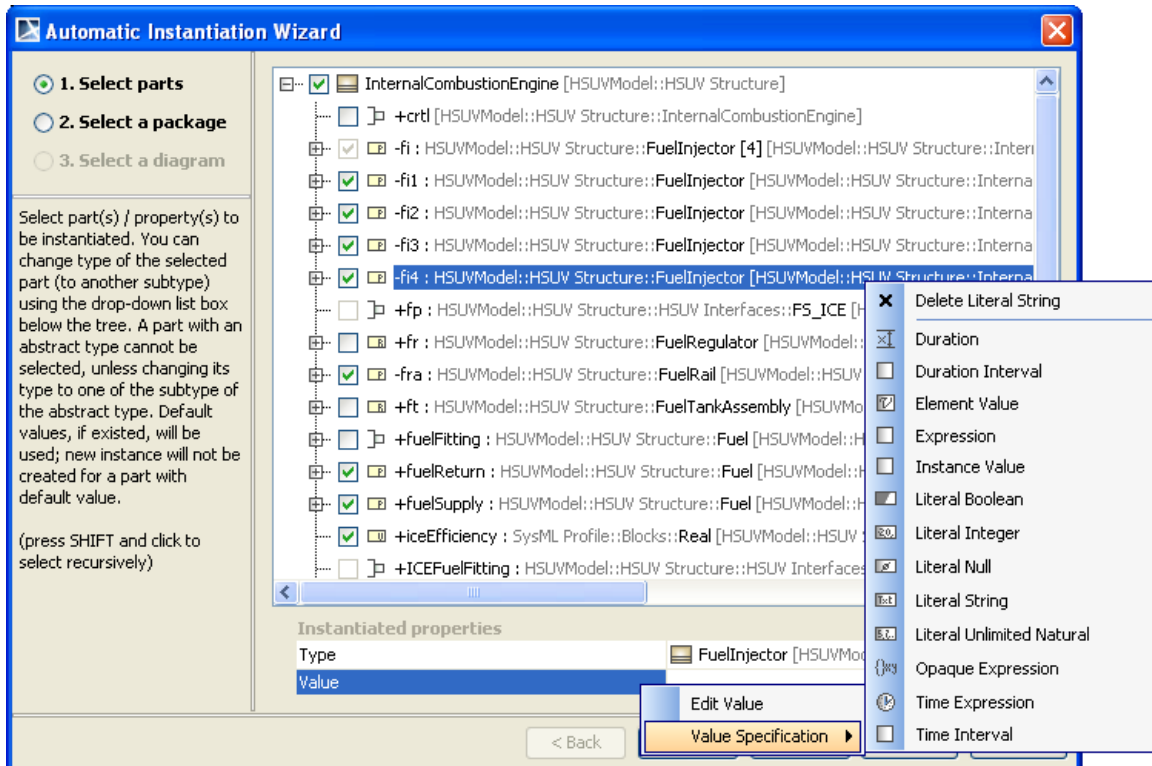 Automatic Instantiation Wizard
1. Select parts
2. Select a package
3. Select a diagram
Select part(s) / property(s) to
be instantiated. You can
change type of the selected
part (to another subtype)
using the drop-down list box
below the tree. A part with an
abstract type cannot be
selected, unless changing its
type to one of the subtype of
the abstract type. Default
values, if existed, will be
used; new instance will not be
created for a part with
default value.
(press SHIFT and click to
select recursively)
InternalCombustionEngine [HSUVModel::HSUV Structure]
+crtl [HSUVModel::HSUV Structure::InternalCombustionEngine]
-fi : HSUVModel::HSUV Structure::FuelInjector [4] [HSUVModel::HSUV Structure::Inter
-fi1 : HSUVModel::HSUV Structure::FuelInjector [HSUVModel::HSUV Structure::Interna
-fi2 : HSUVModel::HSUV Structure::FuelInjector [HSUVModel::HSUV Structure::Interna
-fi3 : HSUVModel::HSUV Structure::FuelInjector [HSUVModel::HSUV Structure::Interna
-fi4 : HSUVModel::HSUV Structure::FuelInjector [HSUVModel::HSUV Structure::Interna
+fp : HSUVModel::HSUV Structure::HSUV Interfaces::FS_ICE [H
+fr : HSUVModel::HSUV Structure::FuelRegulator [HSUVModel::
-fra : HSUVModel::HSUV Structure::FuelRail [HSUVModel::HSUV
+ft : HSUVModel::HSUV Structure::FuelTankAssembly [HSUVMo
+fuelFitting : HSUVModel::HSUV Structure::Fuel [HSUVModel::H
+fuelReturn : HSUVModel::HSUV Structure::Fuel [HSUVModel::H
+fuelSupply : HSUVModel::HSUV Structure::Fuel [HSUVModel::H
+iceEfficiency : SysML Profile::Blocks::Real [HSUVModel::HSUV
+ICEFuelFitting : HSUVModel::HSUV Structure::HSUV Interfaces
Instantiated properties
Type FuelInjector [HSUVMod
Value
< Back
Edit Value
Value Specification
Delete Literal String
Duration
Duration Interval
Element Value
Expression
Instance Value
Literal Boolean
Literal Integer
Literal Null
Literal String
Literal Unlimited Natural
Opaque Expression
Time Expression
Time Interval